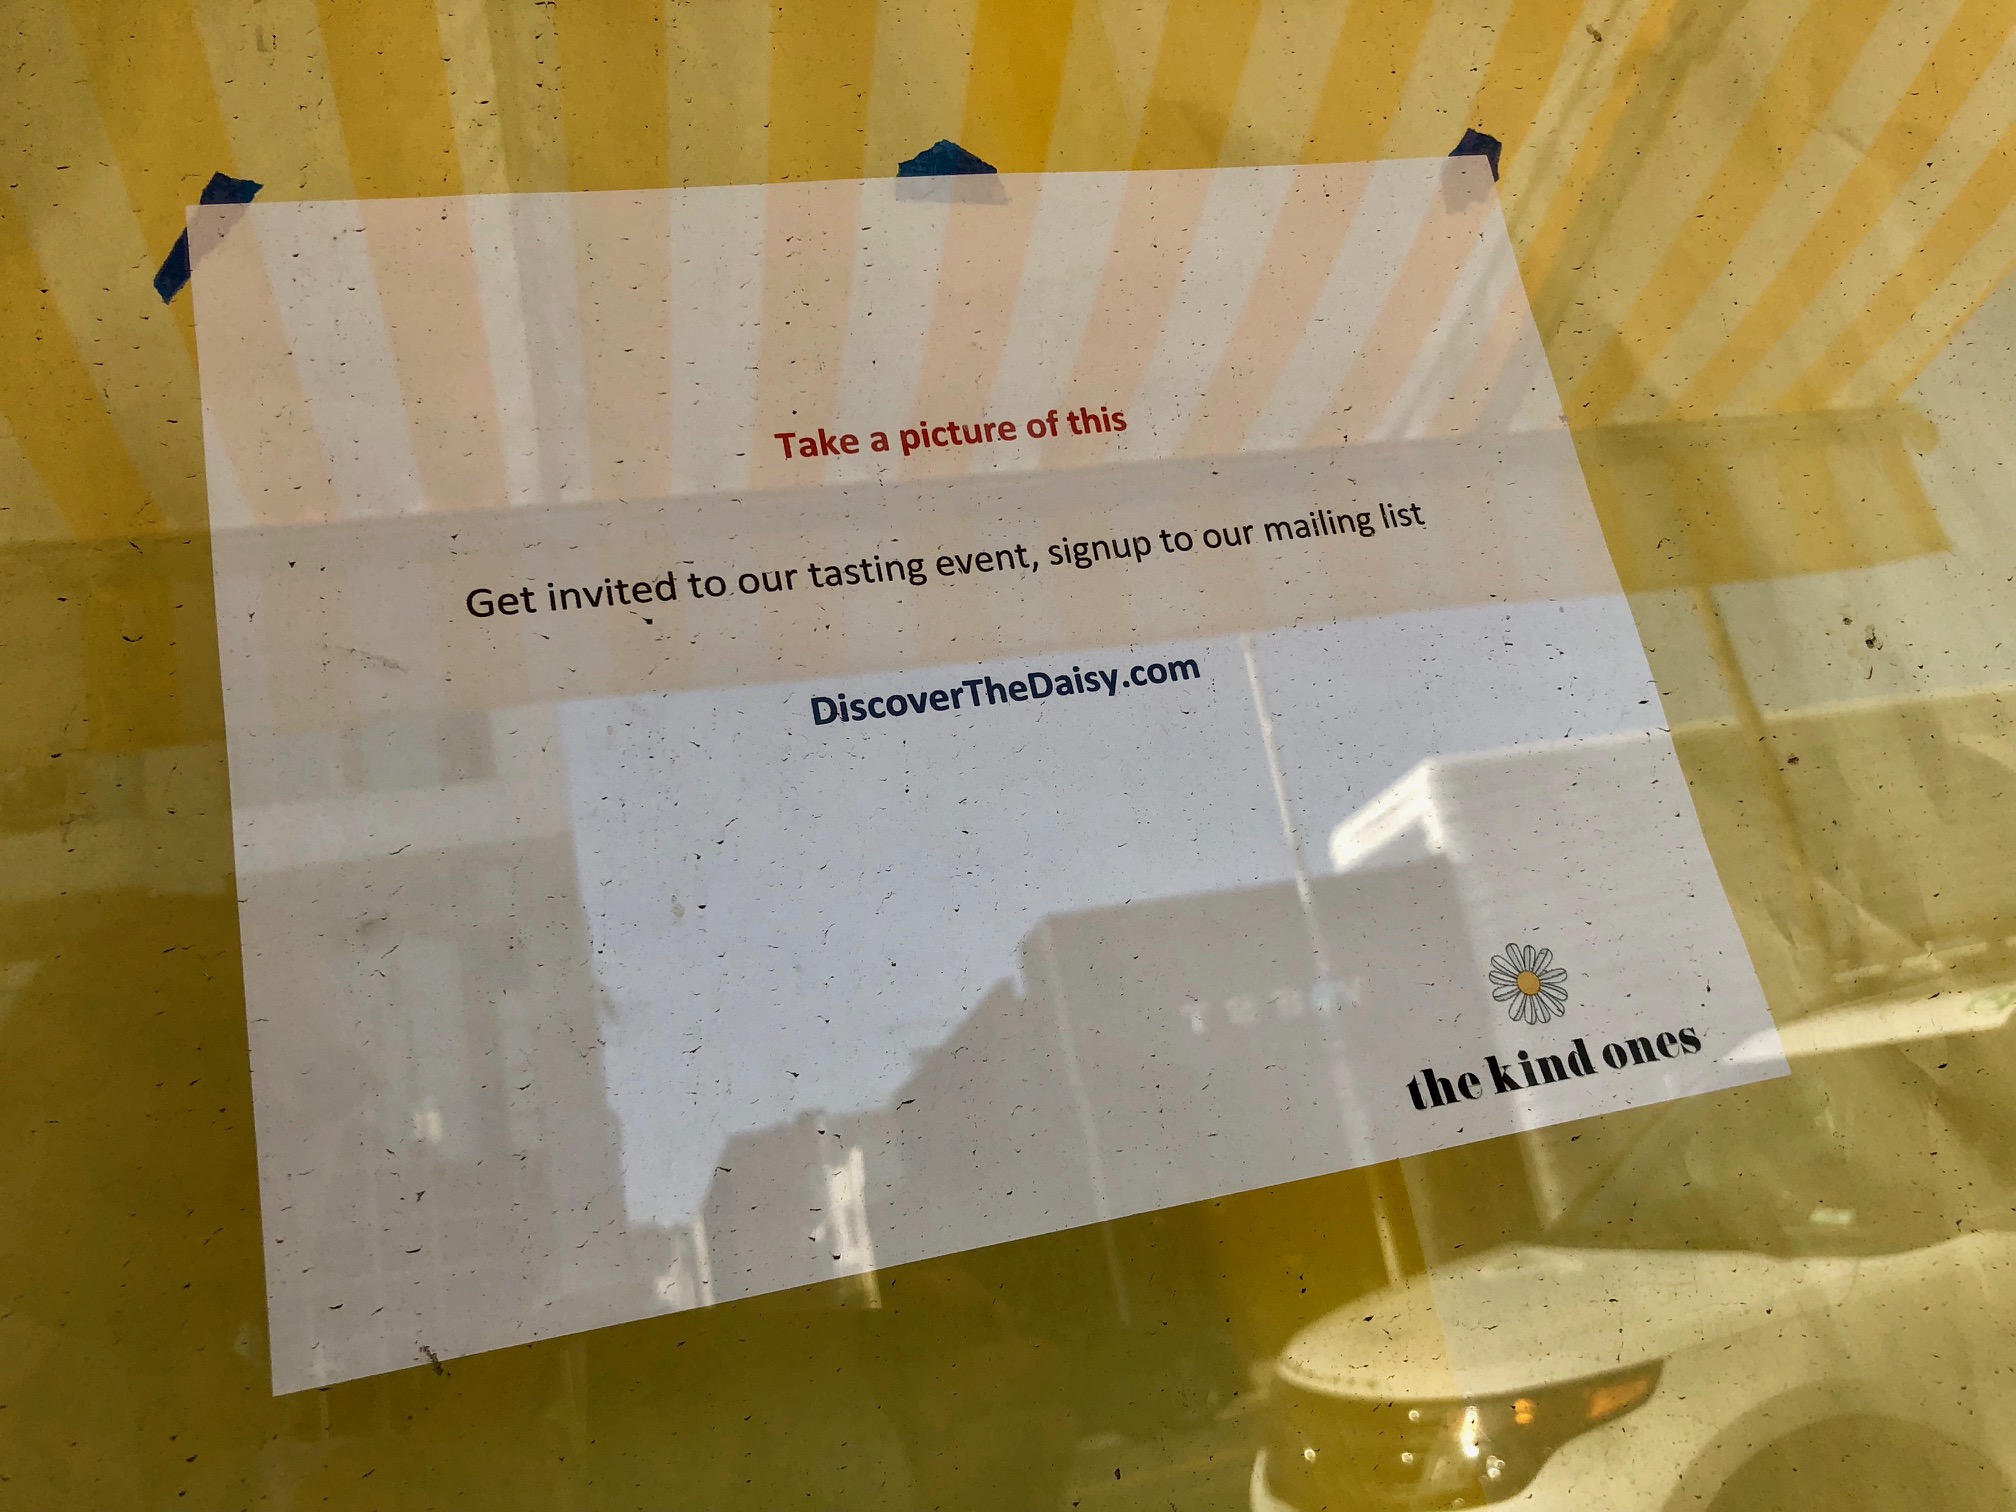 Take a picture of this
Get invited to our tasting event, signup to our mailing list
DiscoverTheDaisy.com
the kind ones